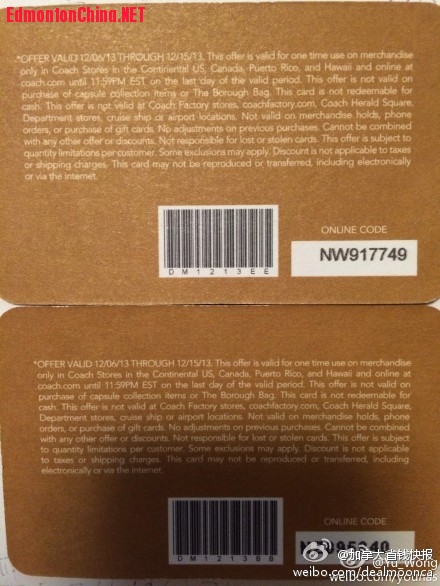 EdmontonChina.NET
*OFFER VALID 12/06/13 THROUGH 12/15/13. This offer is valid for one time use on merchandise
only in Coach Stores in the Continental US, Canada, Puerto Rico, and Hawaii and online at
coach.com until 11:59PM EST on the last day of the valid period. This offer is not valid on
purchase of capsule collection items or The Borough Bag. This card is not redeemable for
cash. This offer is not valid at Coach Factory stores, coachfactory.com, Coach Herald Square,
Department stores, cruise ship or airport locations. Not valid on merchandise holds, phone
orders, or purchase of gift cards. No adjustments on previous purchases. Cannot be combined
with any other offer or discounts. Not responsible for lost or stolen cards. This offer is subject to
quantity limitations per customer. Some exclusions may apply. Discount is not applicable to taxes
or shipping charges. This card may not be reproduced or transferred, including electronically
or via the internet.
ONLINE CODE
NW917749
DM1213EE
*OFFER VALID 12/06/13 THROUGH 12/15/13. This offer is valid for one time use on merchandise
only in Coach Stores in the Continental US, Canada, Puerto Rico, and Hawaii and online at
coach.com until 11:59PM EST on the last day of the valid period. This offer is not valid on
purchase of capsule collection items or The Borough Bag. This card is not redeemable for
cash. This offer is not valid at Coach Factory stores, coachfactory.com, Coach Herald Square,
Department stores, cruise ship or airport locations. Not valid on merchandise holds, phone
orders, or purchase of gift cards. No adjustments on previous purchases. Cannot be combined
with any other offer or discounts. Not responsible for lost or stolen cards. This offer is subject
to quantity limitations per customer. Some exclusions may apply. Discount is not applicable
to taxes or shipping charges. This card may not be reproduced or transferred, including
electronically or via the internet.
ONLINE CODE
DM1213BB
@加拿大省钱快报
weibo.com/dealmoonca